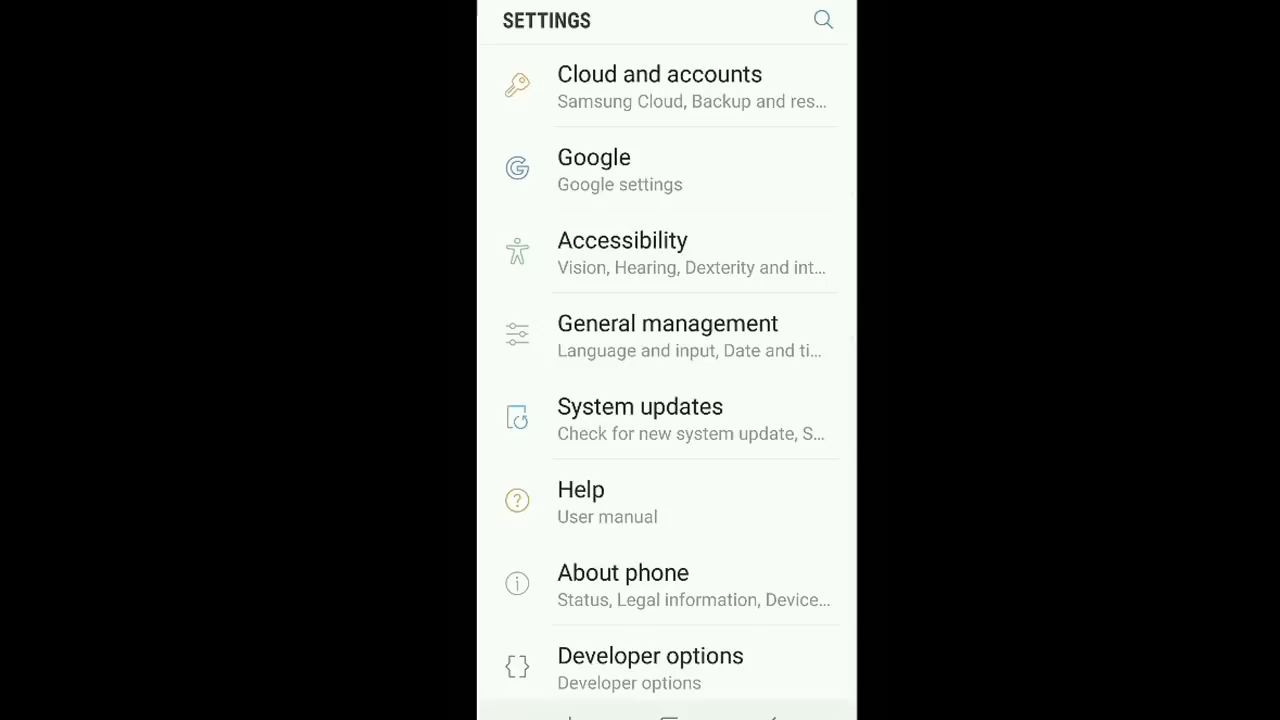 SETTINGS
Cloud and accounts
Samsung Cloud, Backup and res...
Google
Google settings
Accessibility
Vision, Hearing, Dexterity and int...
General management
Language and input, Date and ti...
System updates
Check for new system update, S...
Help
User manual
About phone
Status, Legal information, Device...
Developer options
Developer options